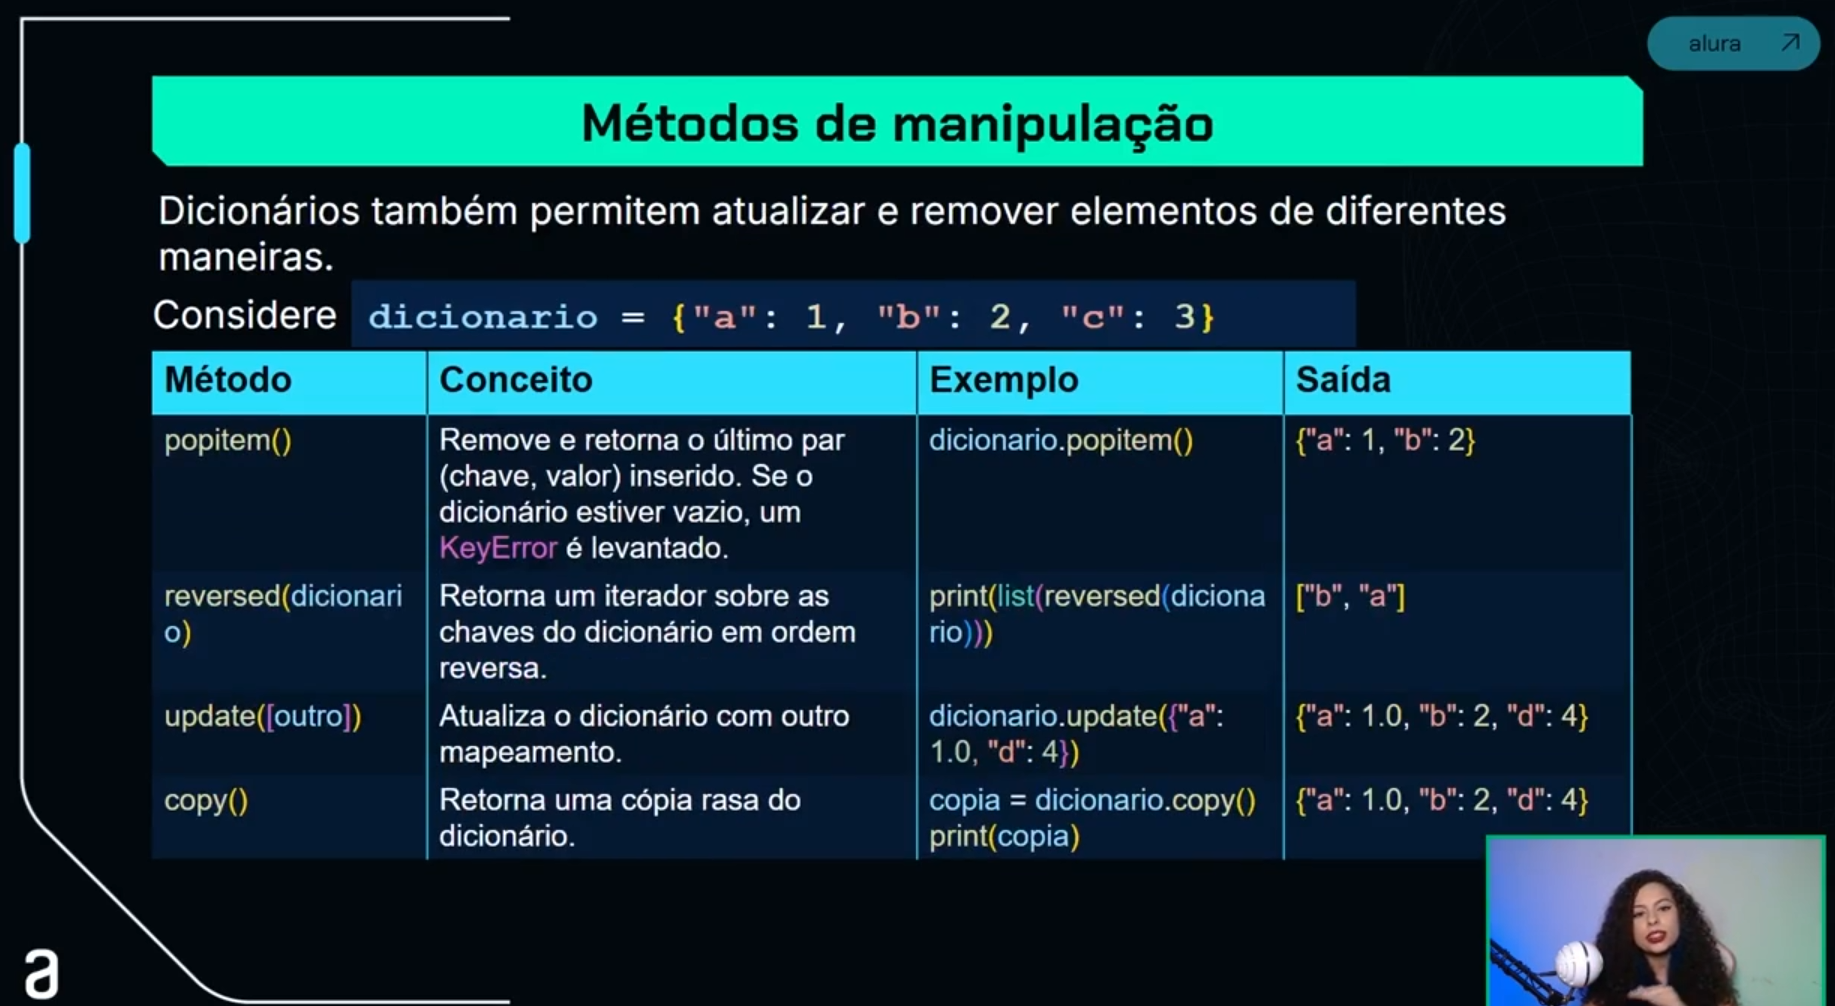 alura
Métodos de manipulação
Dicionários também permitem atualizar e remover elementos de diferentes
maneiras.
Considere dicionario = {"a": 1, "b": 2, "c": 3}
Método Conceito Exemplo Saída
popitem() Remove e retorna o último par dicionario.popitem() {"a": 1, "b": 2}
(chave, valor) inserido. Se o
dicionário estiver vazio, um
KeyError é levantado.
reversed(dicionari Retorna um iterador sobre as print(list(reversed(diciona ["b", "a"]
o) chaves do dicionário em ordem rio)))
reversa.
update([outro]) Atualiza o dicionário com outro dicionario.update({"a": {"a": 1.0, "b": 2, "d": 4}
mapeamento. 1.0, "d": 4})
copy() Retorna uma cópia rasa do copia = dicionario.copy() {"a": 1.0, "b": 2, "d": 4}
dicionário. print(copia)
a